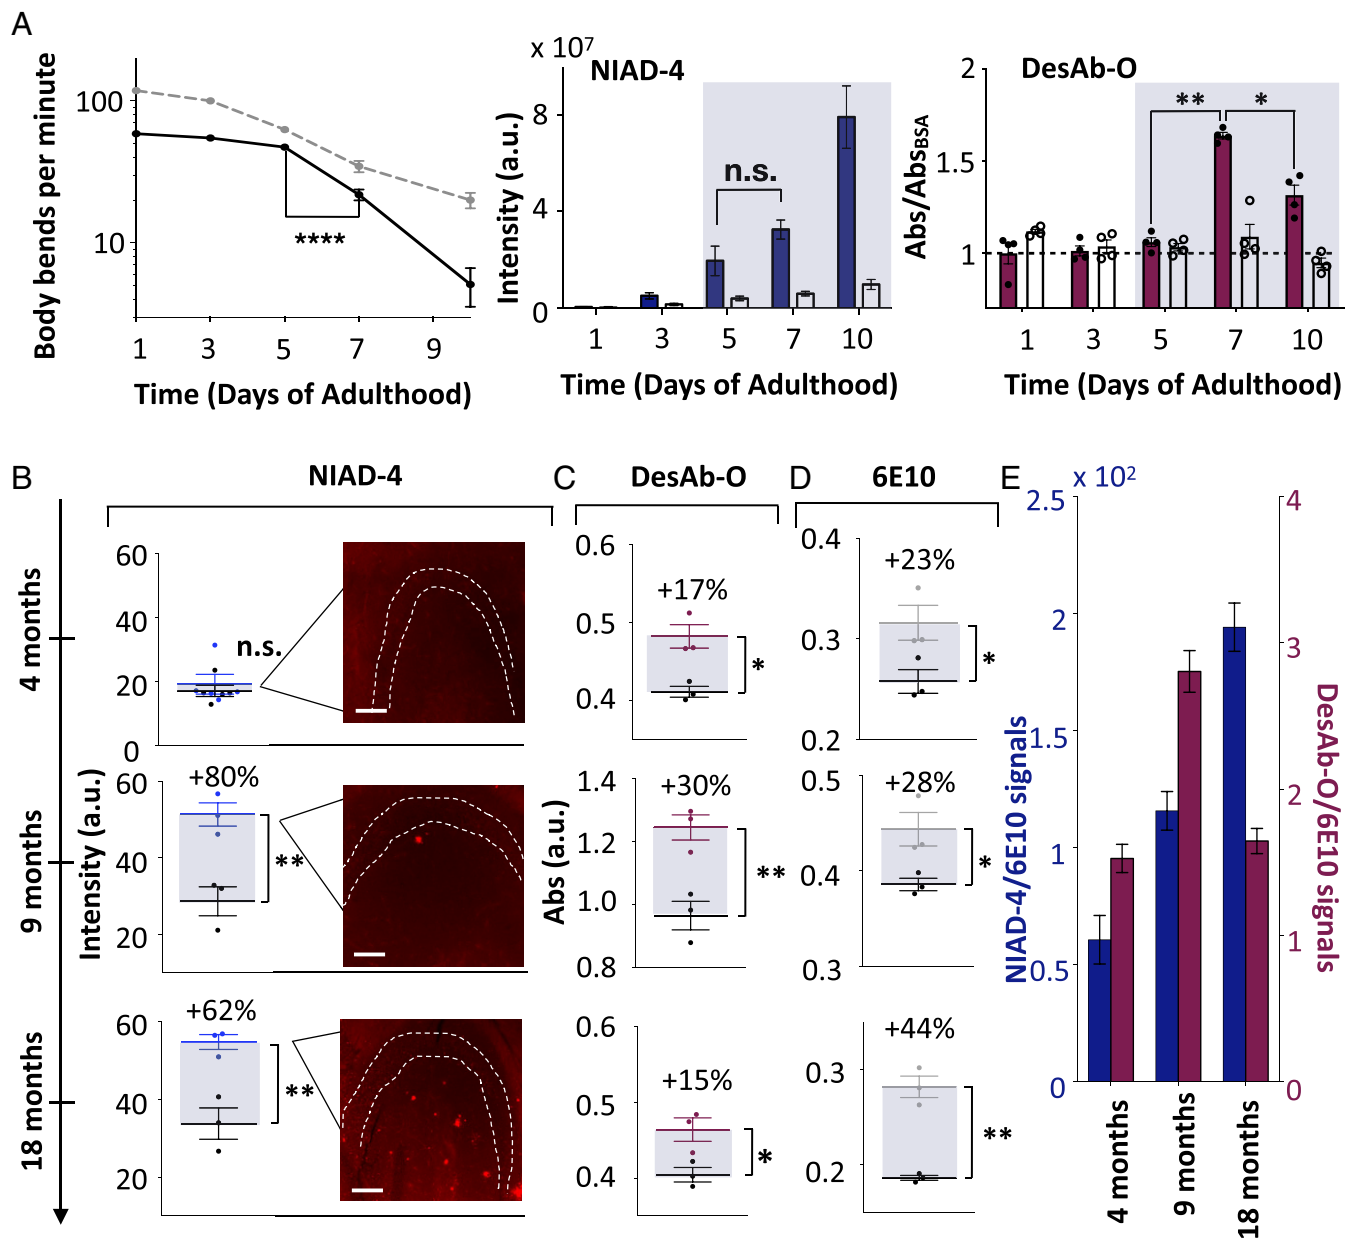 A
Body bends per minute
100
10
****
1 3 5 7 9
Time (Days of Adulthood)
x 10⁷
NIAD-4
Intensity (a.u.)
8
4
0
n.s.
1 3 5 7 10
Time (Days of Adulthood)
DesAb-O
Abs/AbsBSA
2
1.5
1
** *
1 3 5 7 10
Time (Days of Adulthood)
B
NIAD-4
4 months
9 months
18 months
Intensity (a.u.)
60
40
20
0
n.s.
60
40
20
+80%
**
60
40
20
+62%
**
C
DesAb-O
Abs (a.u.)
0.6
0.5
0.4
+17%
*
1.4
1.2
1.0
0.8
+30%
**
0.6
0.5
0.4
+15%
*
D
6E10
0.4
0.3
0.2
+23%
*
0.5
0.4
0.3
+28%
*
0.3
0.2
+44%
**
E
x 10²
NIAD-4/6E10 signals
2.5
2
1.5
1
0.5
0
DesAb-O/6E10 signals
4
3
2
1
0
4 months
9 months
18 months